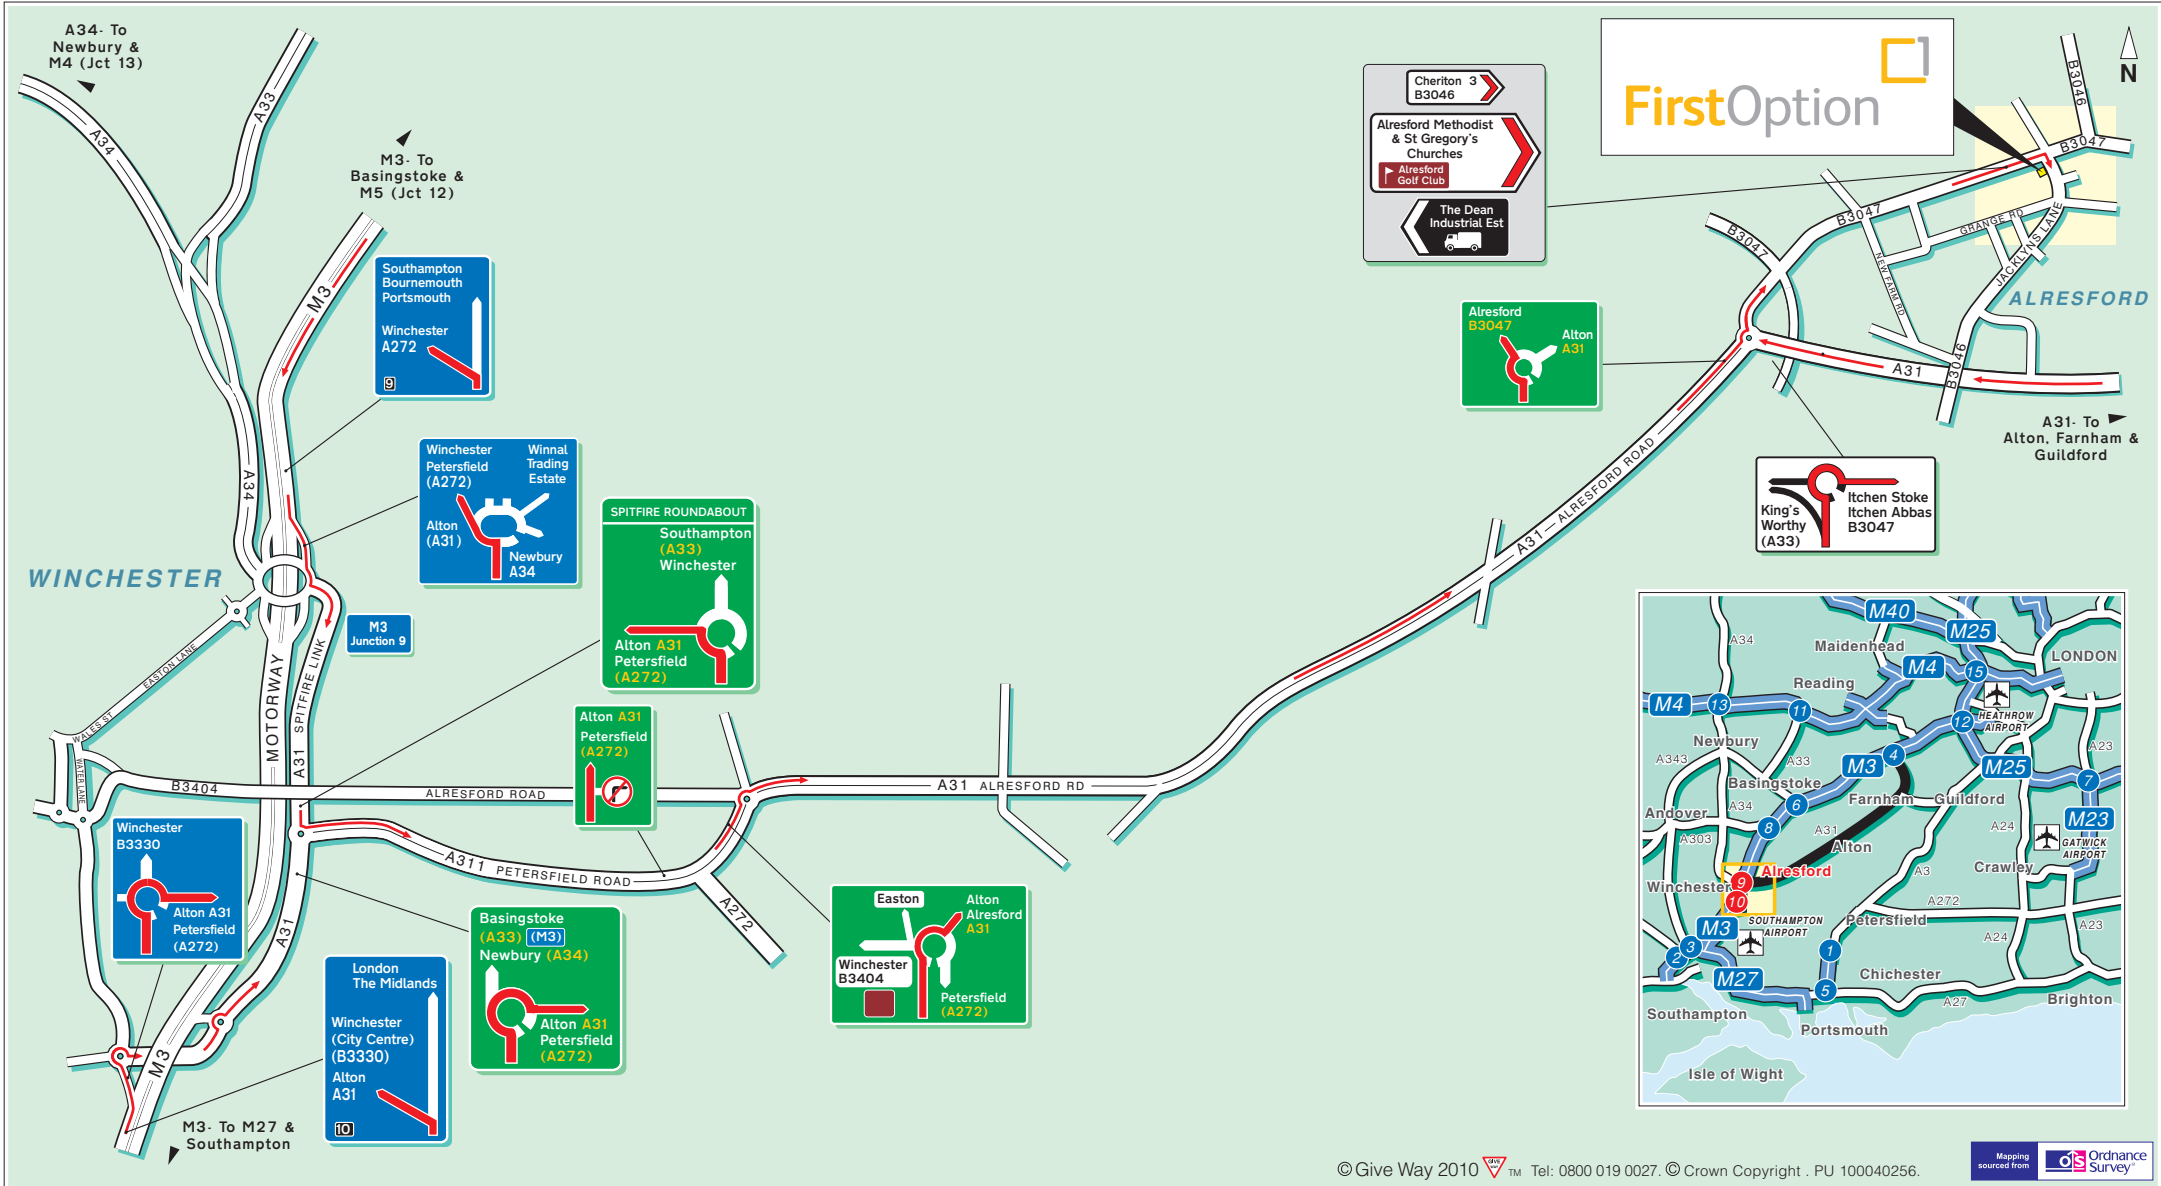 A34- To
Newbury &
M4 (Jct 13)
A33
A34
M3- To
Basingstoke &
M5 (Jct 12)
M3
Southampton
Bournemouth
Portsmouth
Winchester
A272
9
Winchester
Petersfield
(A272)
Winnal
Trading
Estate
Alton
(A31)
Newbury
A34
A34
WINCHESTER
M3
Junction 9
EASTON LANE
WALES ST
WATER LANE
MOTORWAY
A31 SPITFIRE LINK
SPITFIRE ROUNDABOUT
Southampton
(A33)
Winchester
Alton A31
Petersfield
(A272)
Alton A31
Petersfield
(A272)
B3404
ALRESFORD ROAD
A31 ALRESFORD RD
A311 PETERSFIELD ROAD
A272
Winchester
B3330
Alton A31
Petersfield
(A272)
A31
M3
London
The Midlands
Winchester
(City Centre)
(B3330)
Alton
A31
10
M3- To M27 &
Southampton
Basingstoke
(A33) (M3)
Newbury (A34)
Alton A31
Petersfield
(A272)
Easton
Alton
Alresford
A31
Winchester
B3404
Petersfield
(A272)
A31 ALRESFORD ROAD
Cheriton 3
B3046
Alresford Methodist
& St Gregory's
Churches
Alresford
Golf Club
The Dean
Industrial Est
FirstOption
N
B3046
B3047
B3047
B3047
GRANGE RD
NEW FARM RD
JACKLYNS LANE
ALRESFORD
B3046
A31
Alresford
B3047
Alton
A31
A31- To
Alton, Farnham &
Guildford
King's
Worthy
(A33)
Itchen Stoke
Itchen Abbas
B3047
M40
M25
A34
Maidenhead
LONDON
M4
15
Reading
M4
13
11
12
HEATHROW
AIRPORT
Newbury
A343
A33
M3
4
M25
A23
7
Basingstoke
6
Farnham
Guildford
Andover
A34
8
A31
A24
M23
A303
Alton
GATWICK
AIRPORT
Crawley
Alresford
Winchester
9
10
A3
A272
SOUTHAMPTON
AIRPORT
Petersfield
A23
M3
A24
3
2
1
M27
Chichester
5
A27
Brighton
Southampton
Portsmouth
Isle of Wight
© Give Way 2010 GIVE WAY TM Tel: 0800 019 0027. © Crown Copyright . PU 100040256.
Mapping
sourced from
OS
Ordnance
Survey®